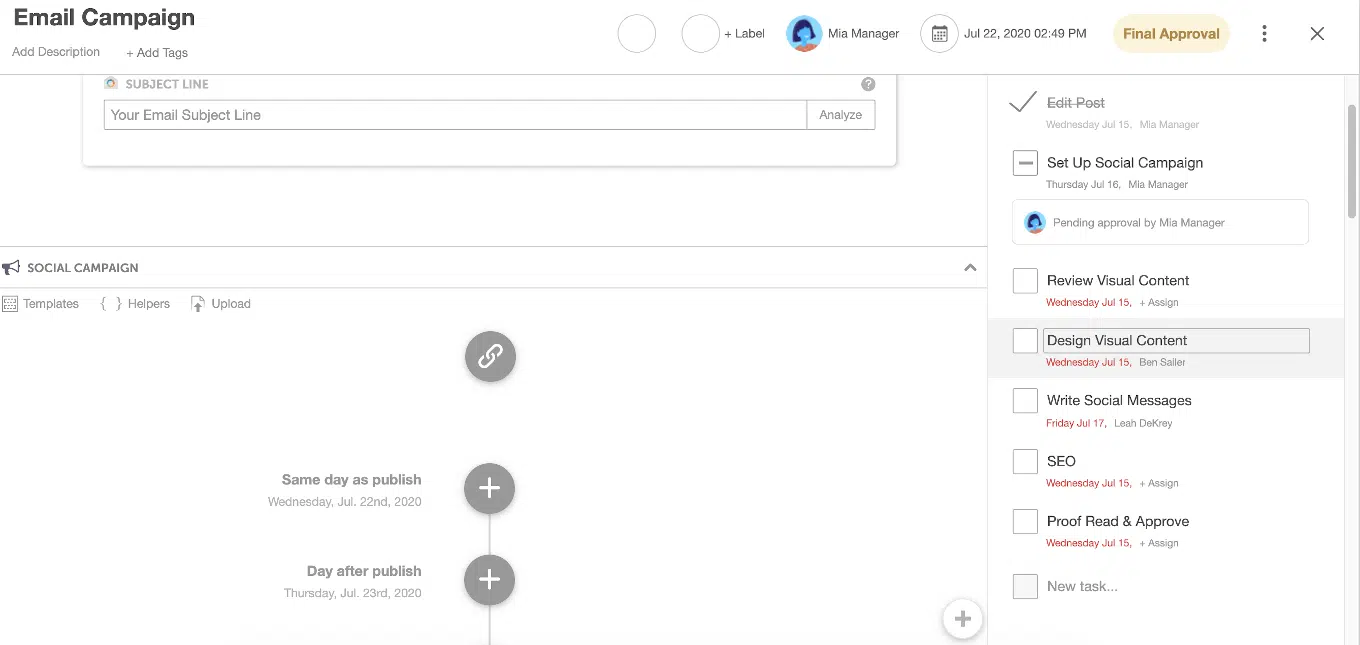 Email Campaign
Add Description + Add Tags
+ Label Mia Manager Jul 22, 2020 02:49 PM Final Approval
SUBJECT LINE ?
Your Email Subject Line Analyze
SOCIAL CAMPAIGN
Templates { } Helpers Upload
Same day as publish
Wednesday, Jul. 22nd, 2020
Day after publish
Thursday, Jul. 23rd, 2020
Edit Post
Wednesday Jul 15, Mia Manager
Set Up Social Campaign
Thursday Jul 16, Mia Manager
Pending approval by Mia Manager
Review Visual Content
Wednesday Jul 15, + Assign
Design Visual Content
Wednesday Jul 15, Ben Sailer
Write Social Messages
Friday Jul 17, Leah DeKrey
SEO
Wednesday Jul 15, + Assign
Proof Read & Approve
Wednesday Jul 15, + Assign
New task...